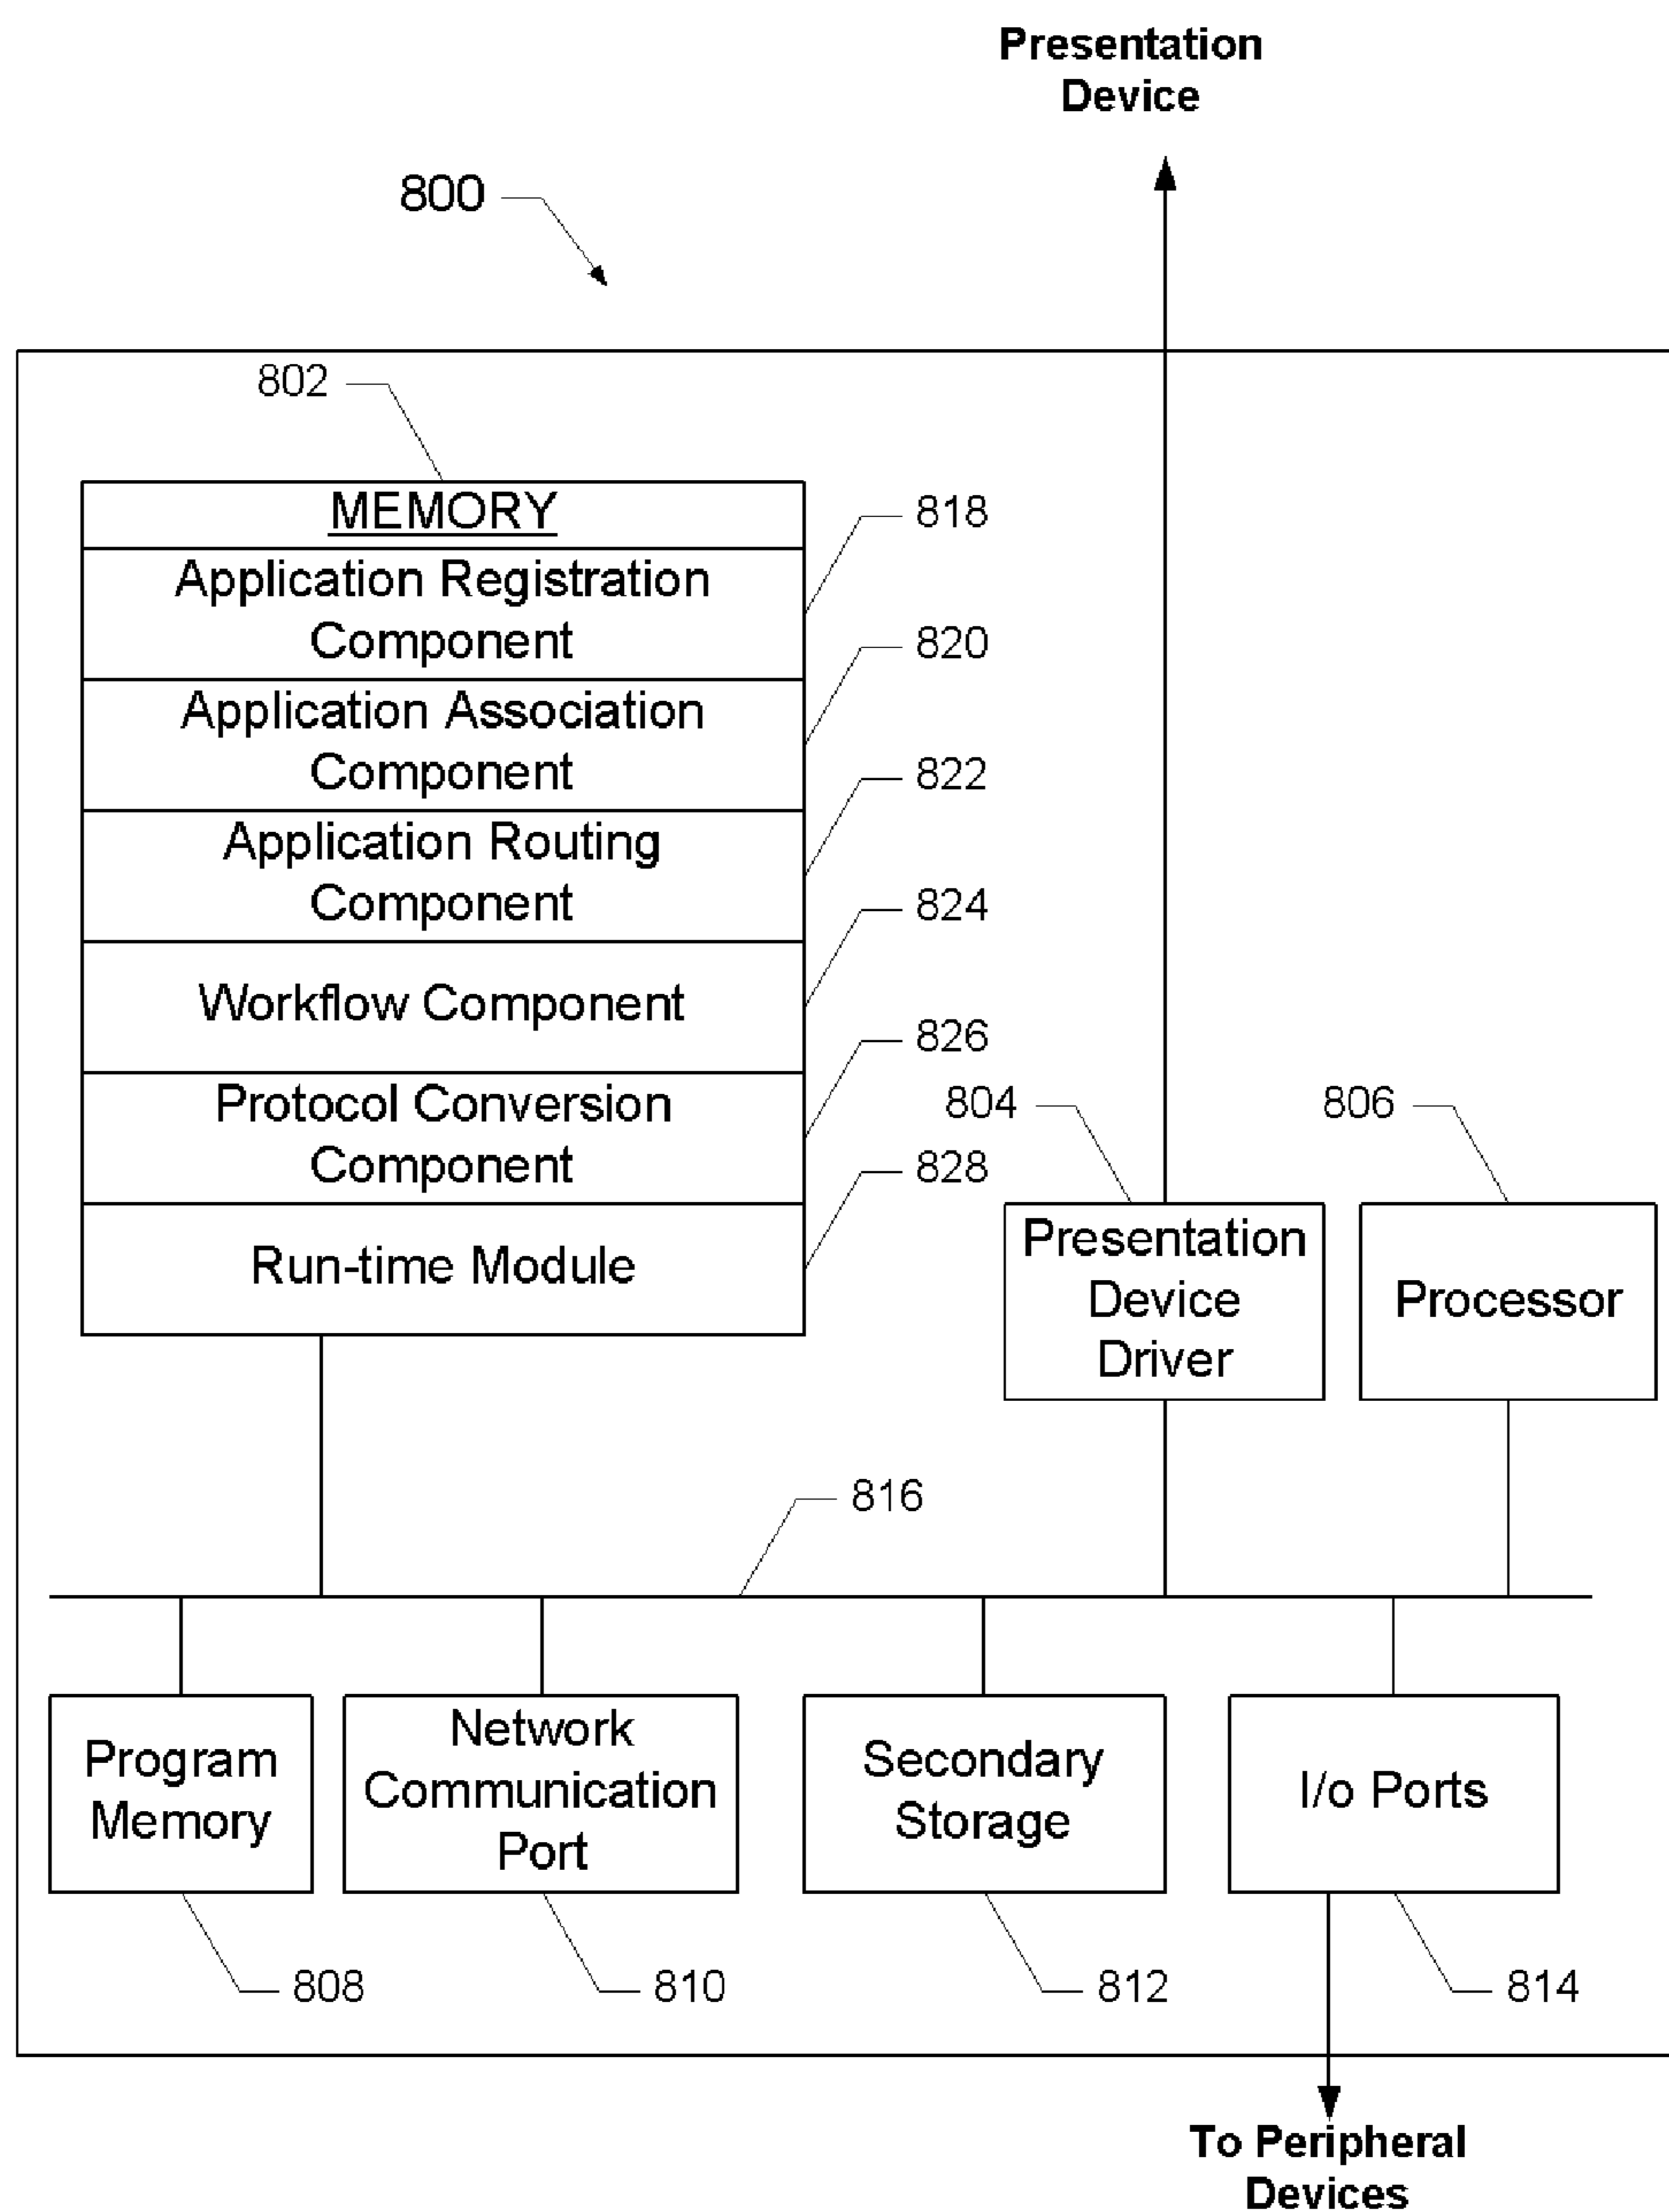 Presentation
Device
800
802
MEMORY
818
Application Registration
Component
820
Application Association
Component
822
Application Routing
Component
824
Workflow Component
826
Protocol Conversion
Component
828
Run-time Module
804
806
Presentation
Device
Driver
Processor
816
Program
Memory
Network
Communication
Port
Secondary
Storage
I/o Ports
808
810
812
814
To Peripheral
Devices